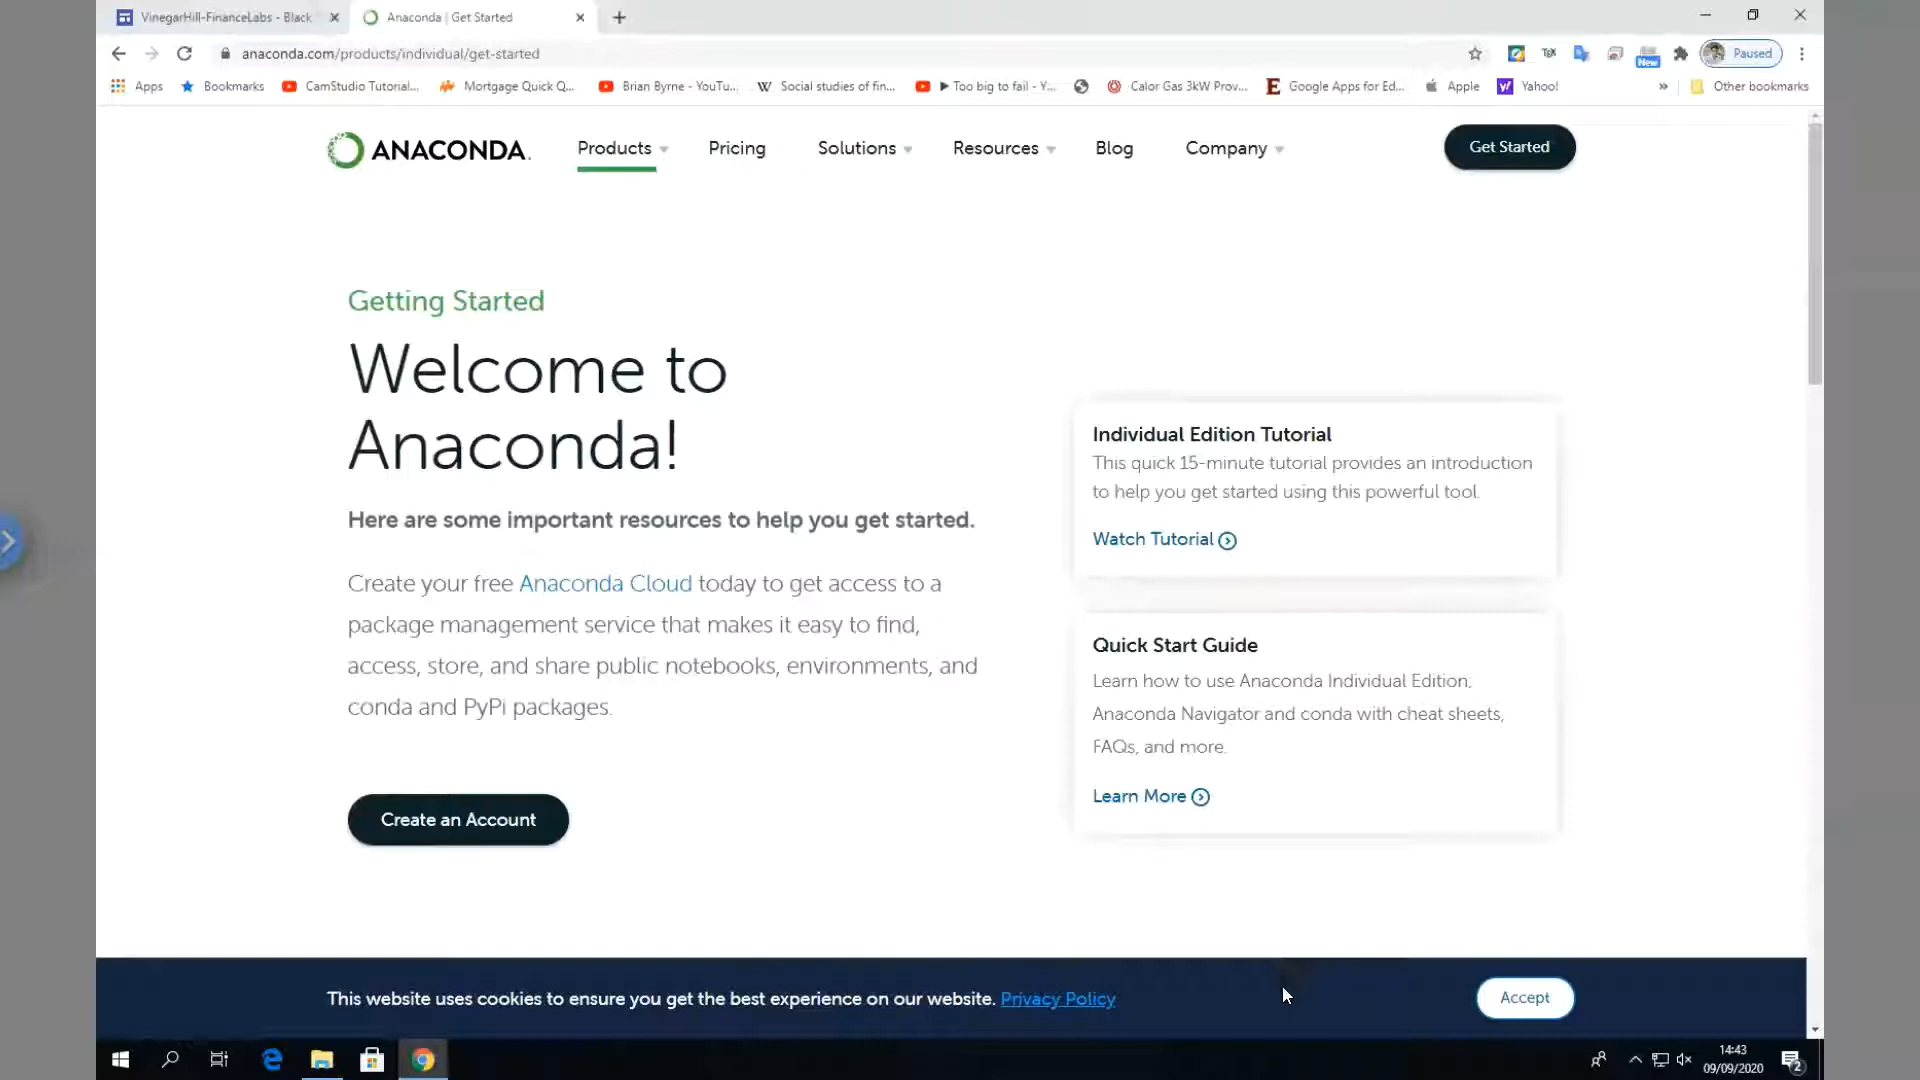 VinegarHill-FinanceLabs - Black
Anaconda | Get Started
anaconda.com/products/individual/get-started
TeX
New
Paused
Apps
Bookmarks
CamStudio Tutorial...
Mortgage Quick Q...
Brian Byrne - YouTu...
W Social studies of fin...
Too big to fail - Y...
Calor Gas 3kW Prov...
E Google Apps for Ed...
Apple
Yahoo!
»
Other bookmarks
ANACONDA.
Products
Pricing
Solutions
Resources
Blog
Company
Get Started
Getting Started
Welcome to
Anaconda!
Here are some important resources to help you get started.
Create your free Anaconda Cloud today to get access to a
package management service that makes it easy to find,
access, store, and share public notebooks, environments, and
conda and PyPi packages.
Create an Account
Individual Edition Tutorial
This quick 15-minute tutorial provides an introduction
to help you get started using this powerful tool.
Watch Tutorial
Quick Start Guide
Learn how to use Anaconda Individual Edition,
Anaconda Navigator and conda with cheat sheets,
FAQs, and more.
Learn More
This website uses cookies to ensure you get the best experience on our website. Privacy Policy
Accept
14:43
09/09/2020
2